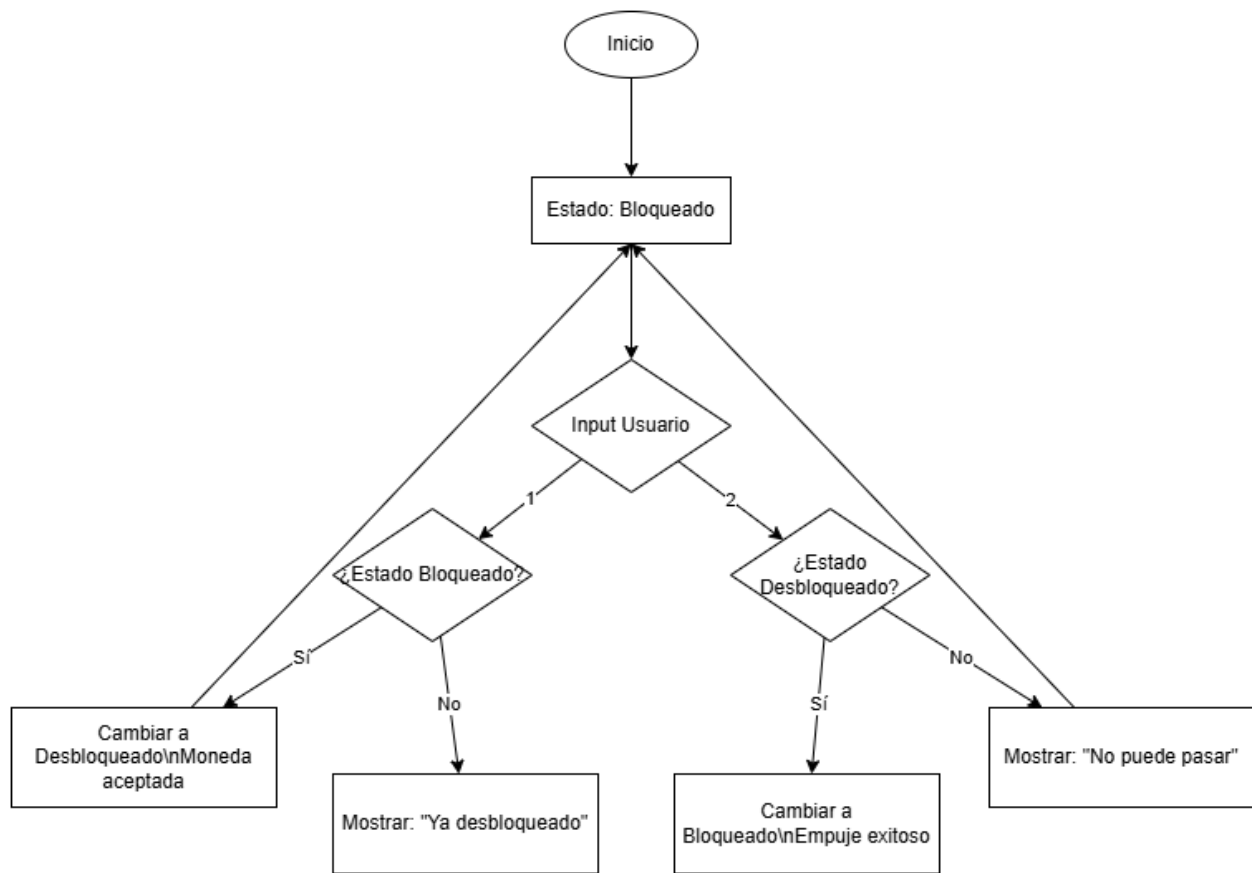 Inicio
Estado: Bloqueado
Input Usuario
1
2
¿Estado Bloqueado?
¿Estado
Desbloqueado?
Sí
No
Sí
No
Cambiar a
Desbloqueado\nMoneda
aceptada
Mostrar: "Ya desbloqueado"
Cambiar a
Bloqueado\nEmpuje exitoso
Mostrar: "No puede pasar"